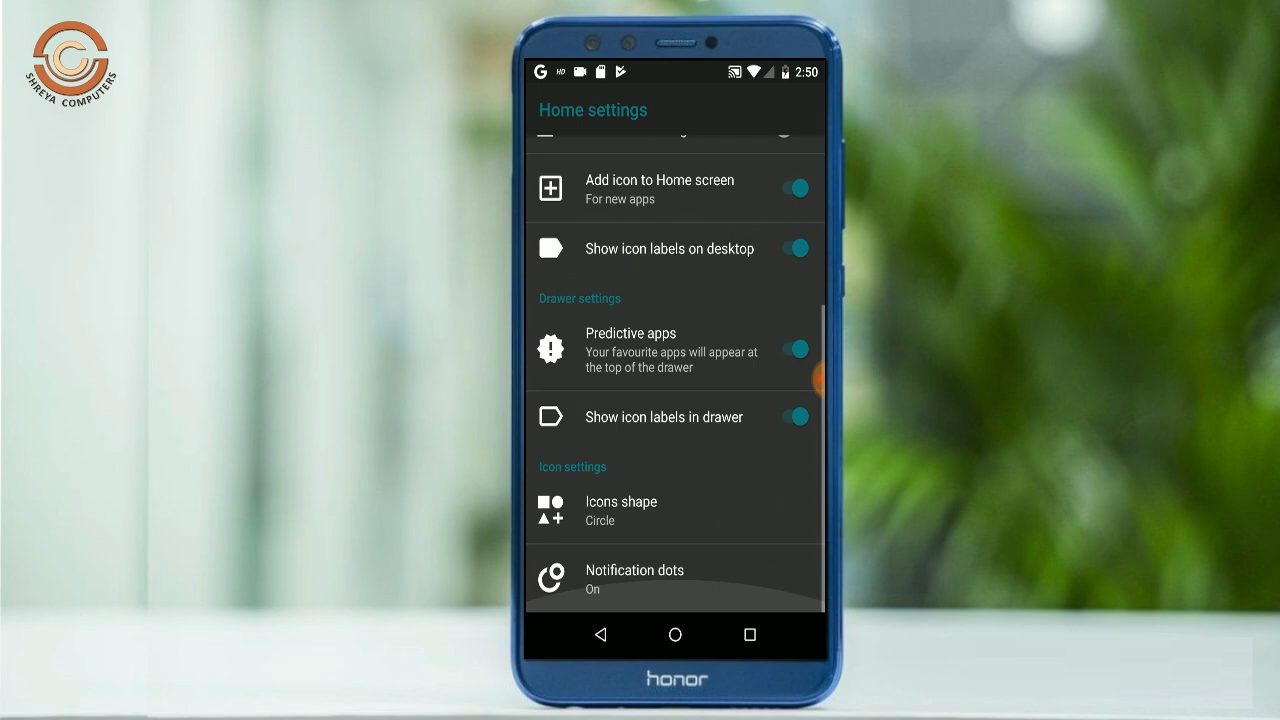 SHREYA COMPUTERS
HD
2:50
Home settings
Add icon to Home screen
For new apps
Show icon labels on desktop
Drawer settings
Predictive apps
Your favourite apps will appear at
the top of the drawer
Show icon labels in drawer
Icon settings
Icons shape
Circle
Notification dots
On
honor